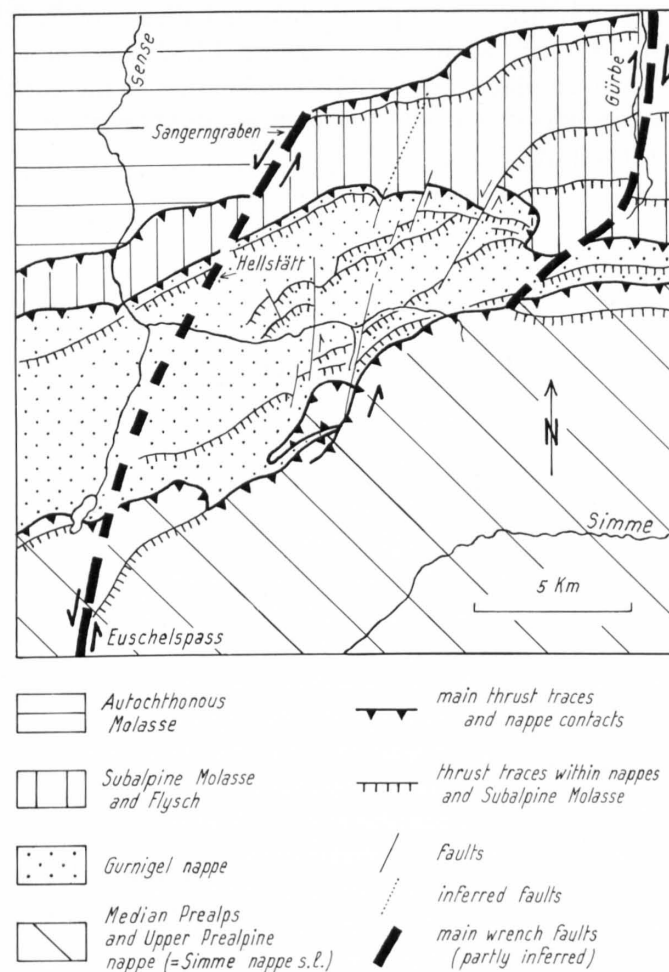 Sense
Gürbe
Sangerngraben
Hellstätt
N
Simme
5 Km
Euschelspass
Autochthonous
Molasse
main thrust traces
and nappe contacts
Subalpine Molasse
and Flysch
thrust traces within nappes
and Subalpine Molasse
Gurnigel nappe
faults
inferred faults
Median Prealps
and Upper Prealpine
nappe (=Simme nappe s.l.)
main wrench faults
(partly inferred)